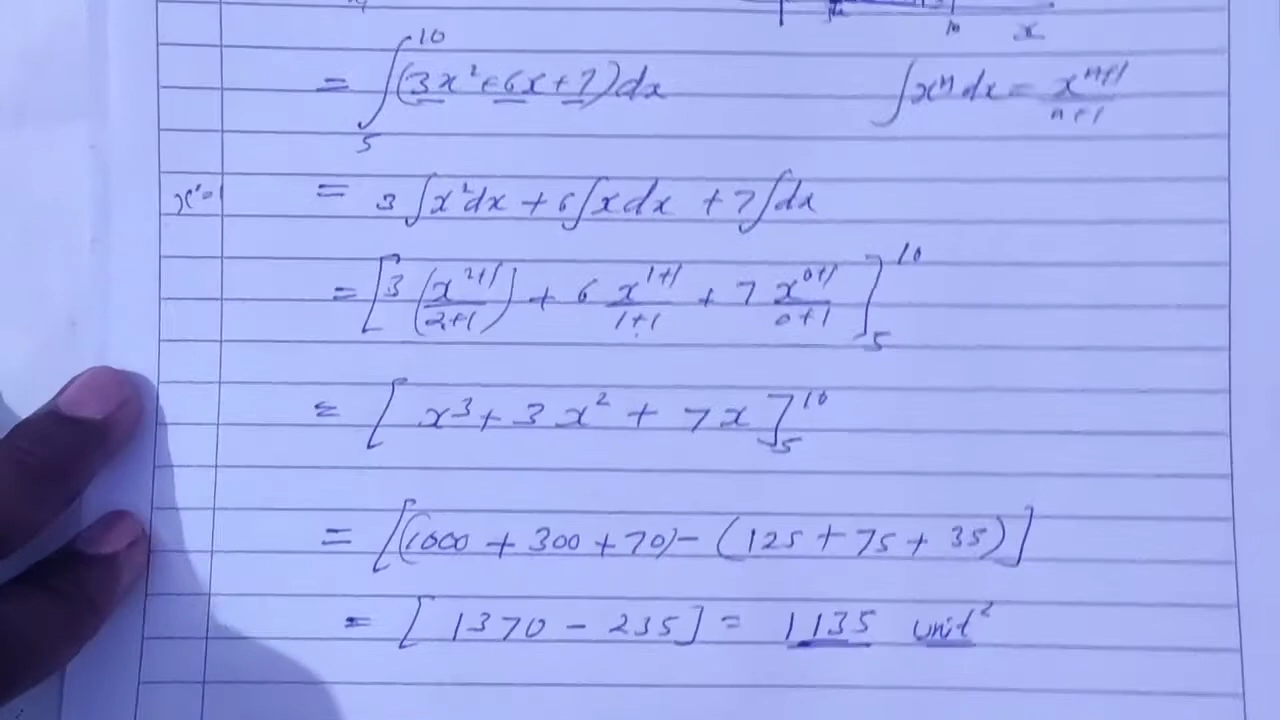 10 x
= ∫₅¹⁰ (3x² + 6x + 7) dx ∫xⁿ dx = xⁿ⁺¹/n+1
= 3∫x²dx + 6∫x dx + 7∫dx
= [3 (x²⁺¹/2+1) + 6 x¹⁺¹/1+1 + 7 x⁰⁺¹/0+1]₅¹⁰
= [x³ + 3x² + 7x]₅¹⁰
= [(1000 + 300 + 70) - (125 + 75 + 35)]
= [1370 - 235] = 1135 unit²